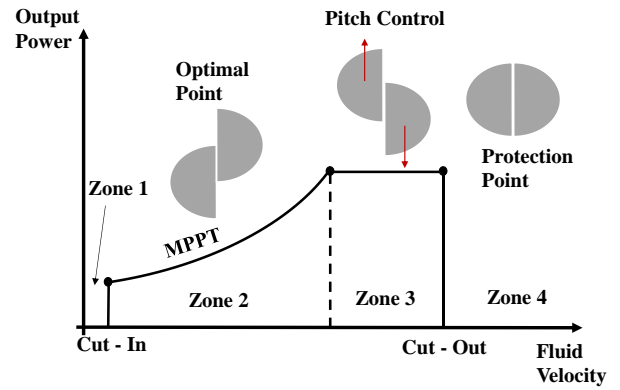 Output
Power
Pitch Control
Optimal
Point
Protection
Point
Zone 1
MPPT
Zone 2
Zone 3
Zone 4
Cut - In
Cut - Out
Fluid
Velocity